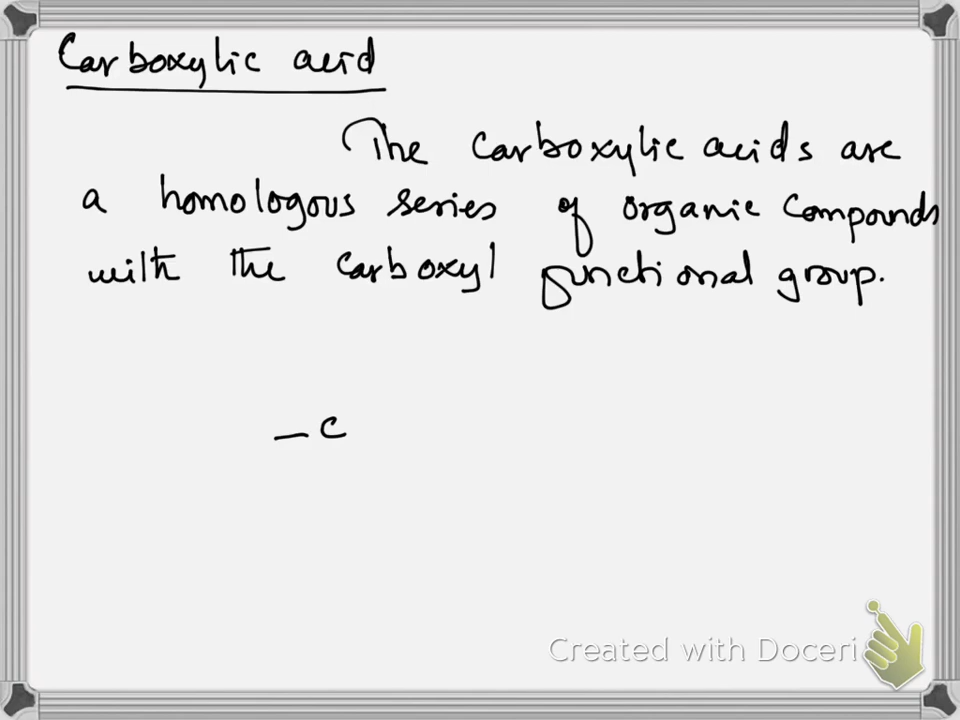 Carboxylic acid
The carboxylic acids are
a homologous series of organic compounds
with the carboxyl functional group.
– C
Created with Doceri